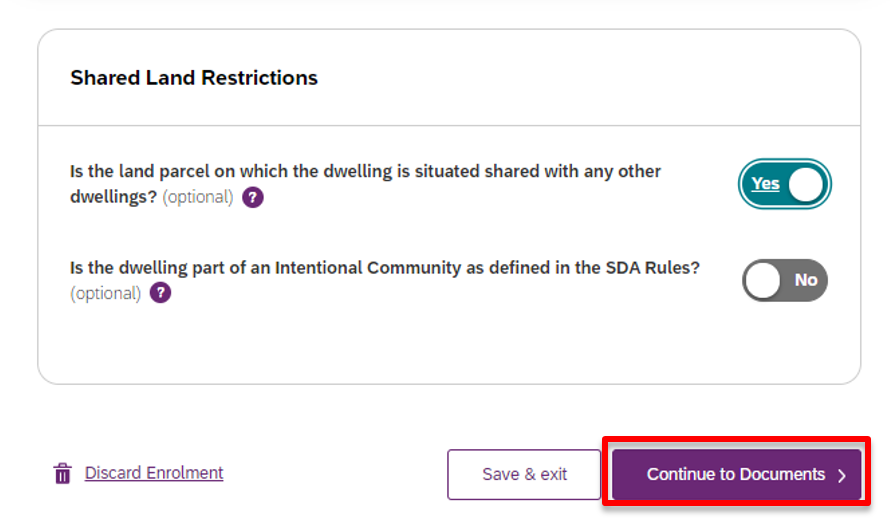 Shared Land Restrictions
Is the land parcel on which the dwelling is situated shared with any other
dwellings? (optional) ?
Yes
Is the dwelling part of an Intentional Community as defined in the SDA Rules?
(optional) ?
No
Discard Enrolment
Save & exit
Continue to Documents